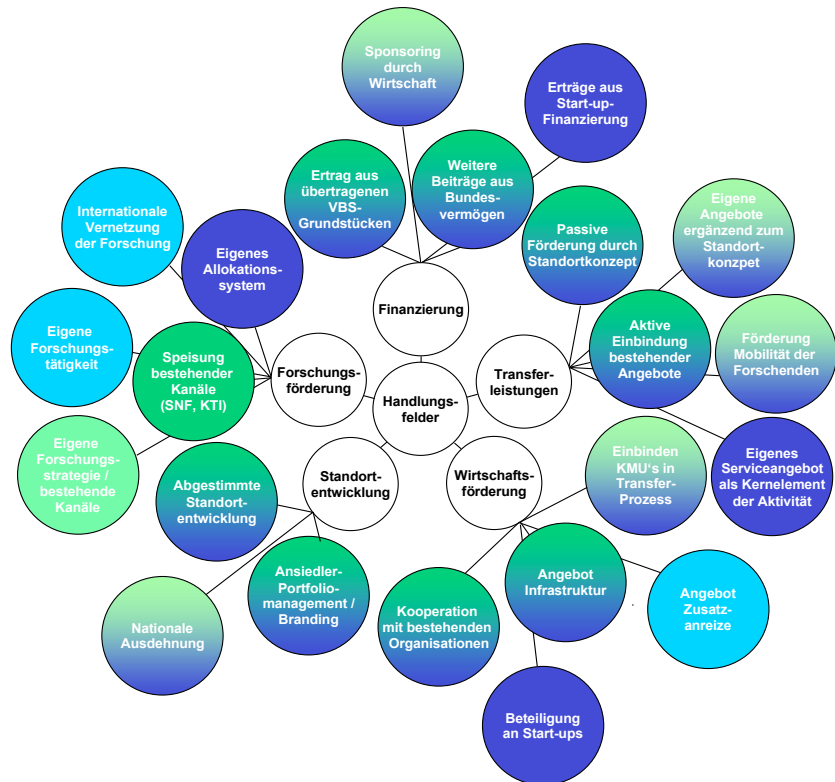 Sponsoring
durch
Wirtschaft
Erträge aus
Start-up-
Finanzierung
Ertrag aus
übertragenen
VBS-
Grundstücken
Weitere
Beiträge aus
Bundes-
vermögen
Internationale
Vernetzung
der Forschung
Eigenes
Allokations-
system
Passive
Förderung durch
Standortkonzept
Eigene
Angebote
ergänzend zum
Standort-
konzpet
Finanzierung
Eigene
Forschungs-
tätigkeit
Speisung
bestehender
Kanäle
(SNF, KTI)
Forschungs-
förderung
Handlungs-
felder
Transfer-
leistungen
Aktive
Einbindung
bestehender
Angebote
Förderung
Mobilität der
Forschenden
Eigene
Forschungs-
strategie /
bestehende
Kanäle
Abgestimmte
Standort-
entwicklung
Standort-
entwicklung
Wirtschafts-
förderung
Einbinden
KMU's in
Transfer-
Prozess
Eigenes
Serviceangebot
als Kernelement
der Aktivität
Nationale
Ausdehnung
Ansiedler-
Portfolio-
management /
Branding
Kooperation
mit bestehenden
Organisationen
Angebot
Infrastruktur
Angebot
Zusatz-
anreize
Beteiligung
an Start-ups